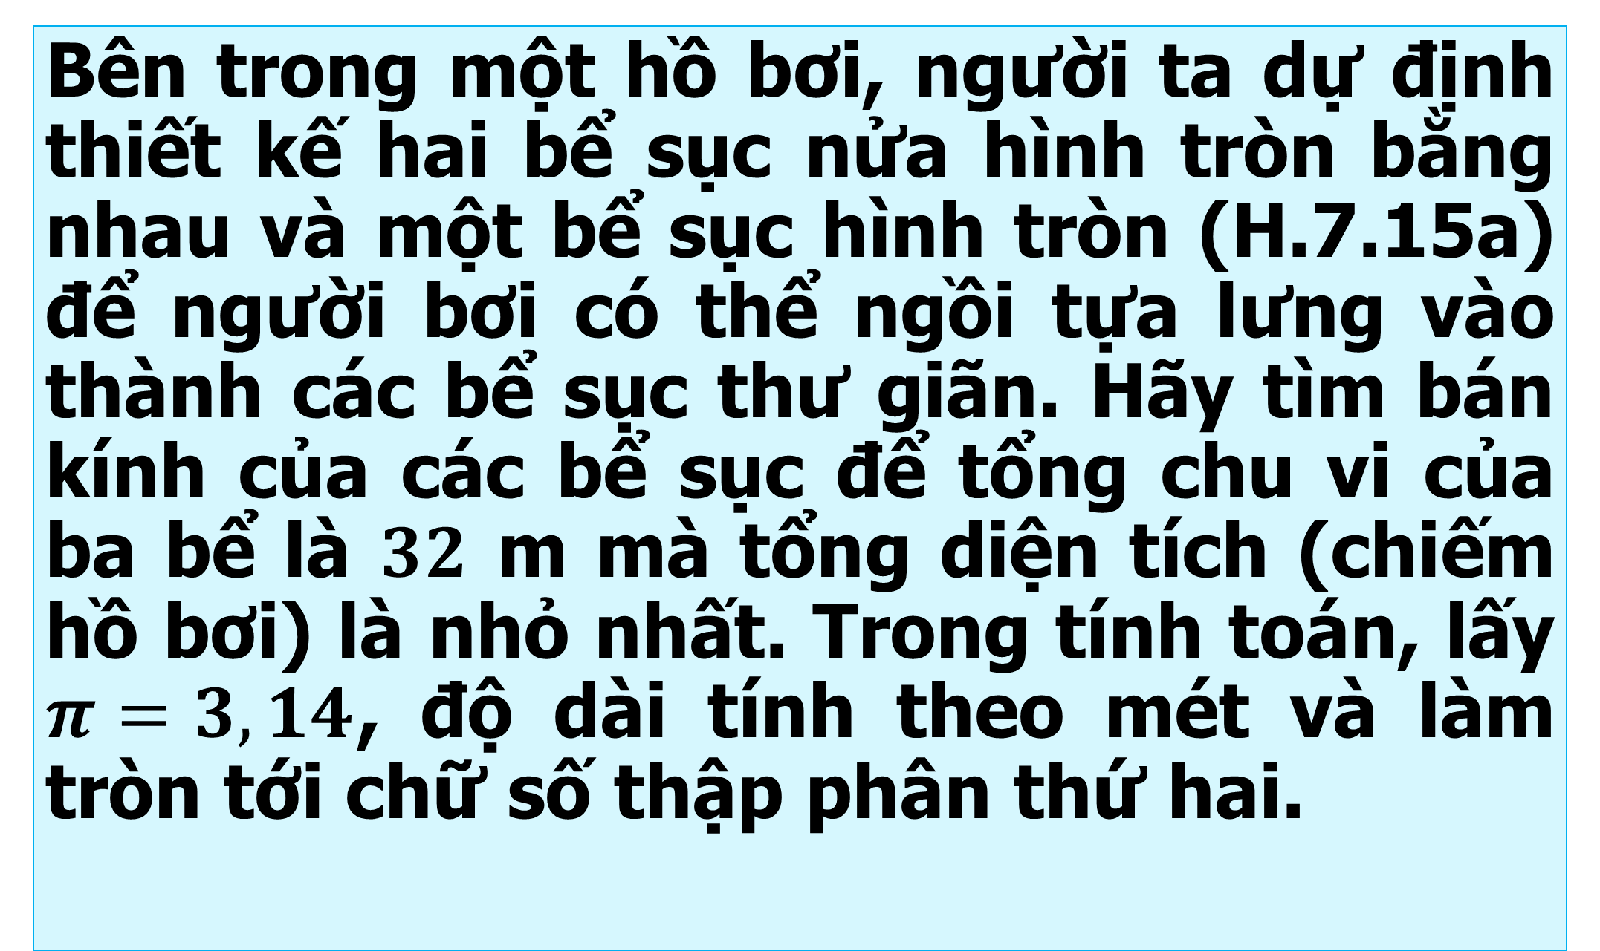 Bên trong một hồ bơi, người ta dự định
thiết kế hai bể sục nửa hình tròn bằng
nhau và một bể sục hình tròn (H.7.15a)
để người bơi có thể ngồi tựa lưng vào
thành các bể sục thư giãn. Hãy tìm bán
kính của các bể sục để tổng chu vi của
ba bể là 32 m mà tổng diện tích (chiếm
hồ bơi) là nhỏ nhất. Trong tính toán, lấy
π = 3,14, độ dài tính theo mét và làm
tròn tới chữ số thập phân thứ hai.